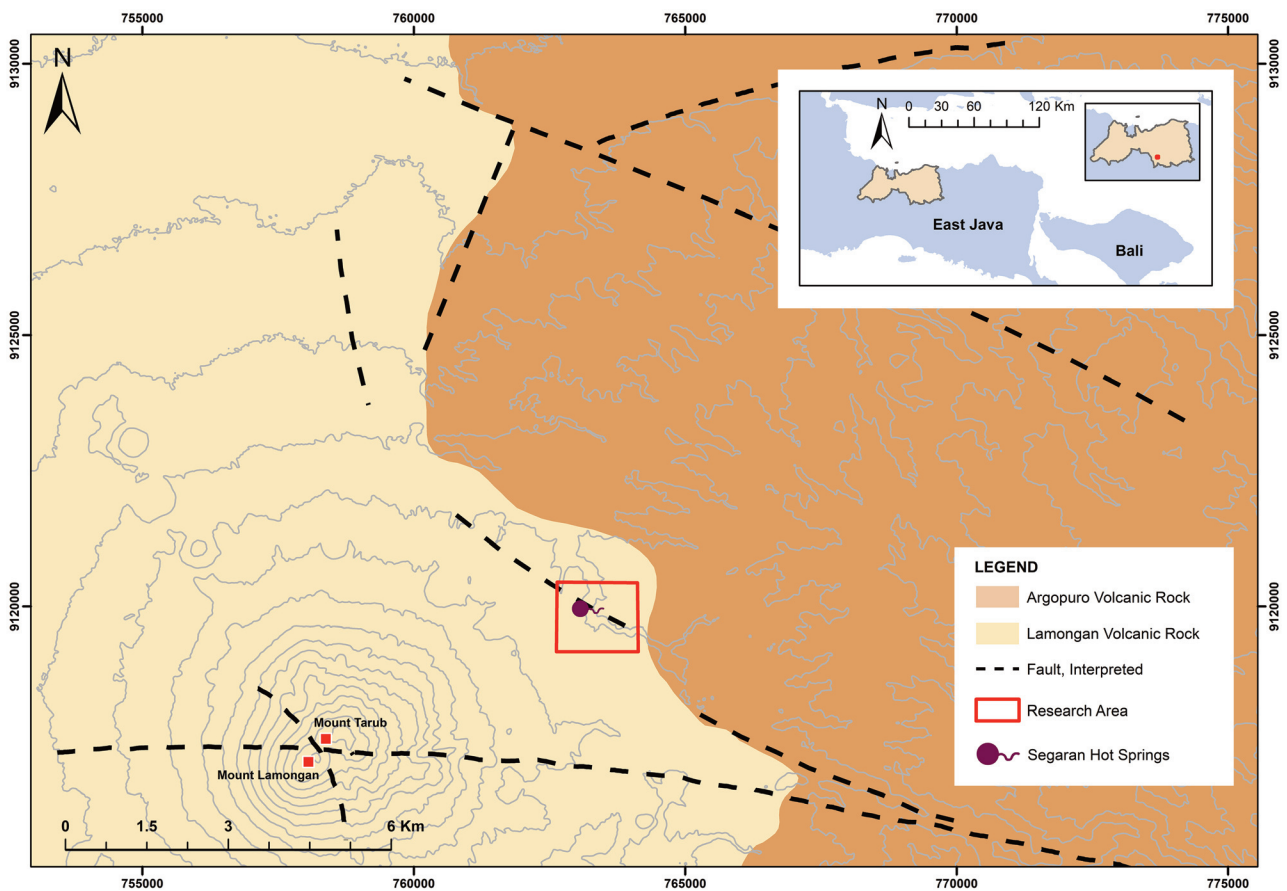 755000 760000 765000 770000 775000
9130000 9130000
N
N 0 30 60 120 Km
East Java
Bali
9125000 9125000
LEGEND
Argopuro Volcanic Rock
9120000 9120000
Lamongan Volcanic Rock
Fault, Interpreted
Research Area
Mount Tarub
Segaran Hot Springs
Mount Lamongan
0 1.5 3 6 Km
755000 760000 765000 770000 775000